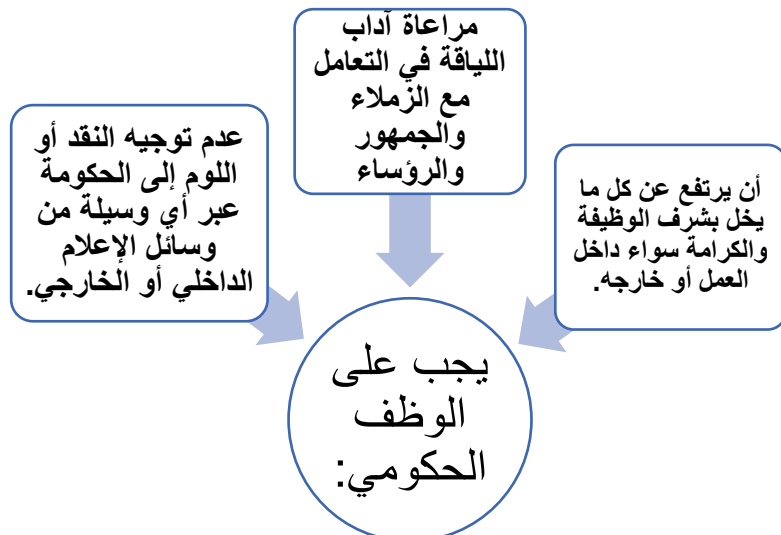 أن يرتفع عن كل ما
يخل بشرف الوظيفة
والكرامة سواء داخل
العمل أو خارجه.
مراعاة آداب
اللياقة في التعامل
مع الزملاء
والجمهور
والرؤساء
عدم توجيه النقد أو
اللوم إلى الحكومة
عبر أي وسيلة من
وسائل الإعلام
الداخلي أو الخارجي.
يجب على
الوظف
الحكومي: